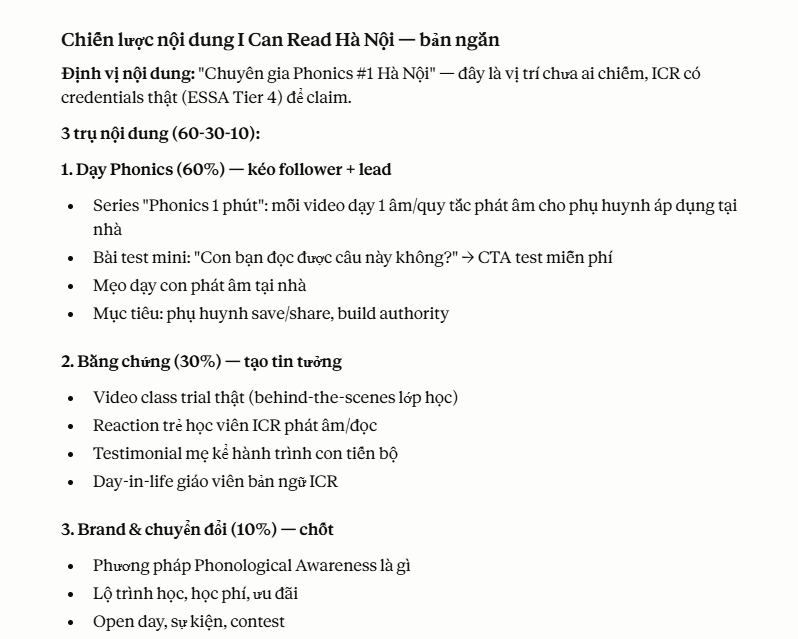 Chiến lược nội dung I Can Read Hà Nội — bản ngắn
Định vị nội dung: "Chuyên gia Phonics #1 Hà Nội" — đây là vị trí chưa ai chiếm, ICR có
credentials thật (ESSA Tier 4) để claim.
3 trụ nội dung (60-30-10):
1. Dạy Phonics (60%) — kéo follower + lead
• Series "Phonics 1 phút": mỗi video dạy 1 âm/quy tắc phát âm cho phụ huynh áp dụng tại
nhà
• Bài test mini: "Con bạn đọc được câu này không?" → CTA test miễn phí
• Mẹo dạy con phát âm tại nhà
• Mục tiêu: phụ huynh save/share, build authority
2. Bằng chứng (30%) — tạo tin tưởng
• Video class trial thật (behind-the-scenes lớp học)
• Reaction trẻ học viên ICR phát âm/đọc
• Testimonial mẹ kể hành trình con tiến bộ
• Day-in-life giáo viên bản ngữ ICR
3. Brand & chuyển đổi (10%) — chốt
• Phương pháp Phonological Awareness là gì
• Lộ trình học, học phí, ưu đãi
• Open day, sự kiện, contest